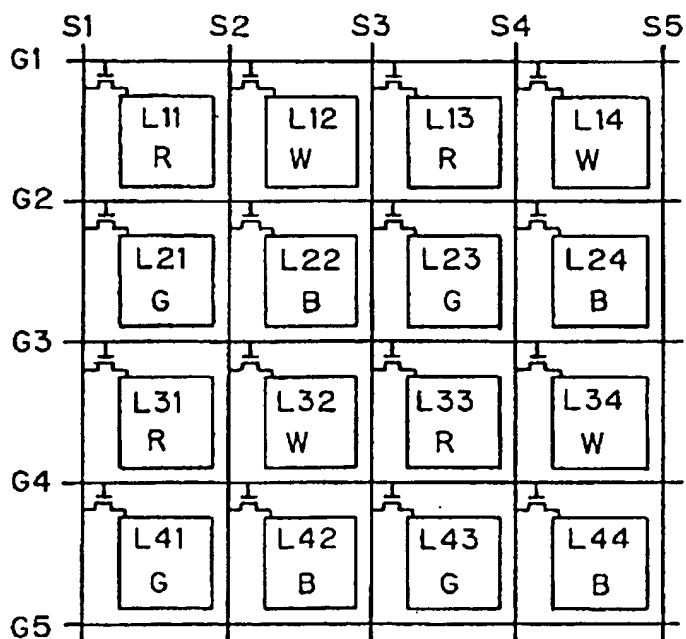 S1 S2 S3 S4 S5
G1
L11 L12 L13 L14
R W R W
G2
L21 L22 L23 L24
G B G B
G3
L31 L32 L33 L34
R W R W
G4
L41 L42 L43 L44
G B G B
G5